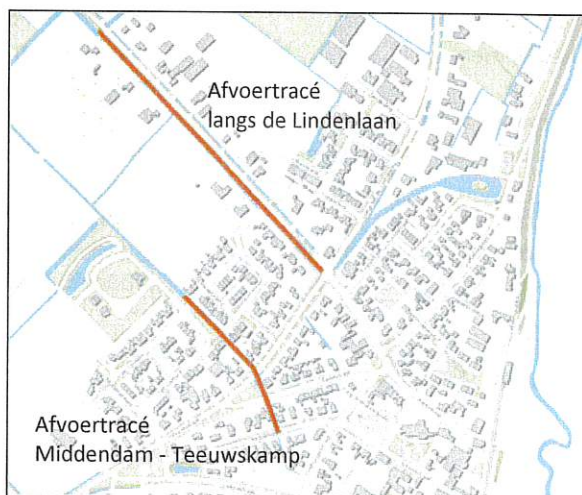 Afvoertracé
langs de Lindenlaan
Afvoertracé
Middendam - Teeuwskamp